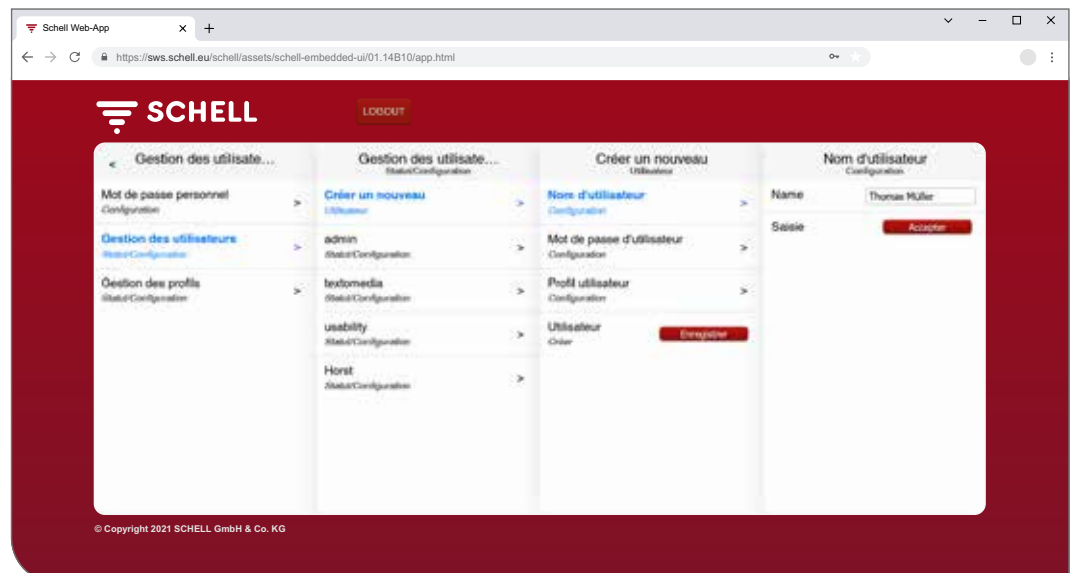 Schell Web-App
https://sws.schell.eu/schell/assets/schell-embedded-ui/01.14B10/app.html
SCHELL
LOGOUT
Gestion des utilisate...
Mot de passe personnel
Configuration
>
Gestion des utilisateurs
Statut/Configuration
>
Gestion des profils
Statut/Configuration
>
Gestion des utilisate...
Statut/Configuration
Créer un nouveau
Utilisateur
>
admin
Statut/Configuration
>
textomedia
Statut/Configuration
>
usability
Statut/Configuration
>
Horst
Statut/Configuration
>
Créer un nouveau
Utilisateur
Nom d'utilisateur
Configuration
>
Mot de passe d'utilisateur
Configuration
>
Profil utilisateur
Configuration
>
Utilisateur
Créer
Enregistrer
Nom d'utilisateur
Configuration
Name
Thomas Müller
Saisie
Accepter
© Copyright 2021 SCHELL GmbH & Co. KG